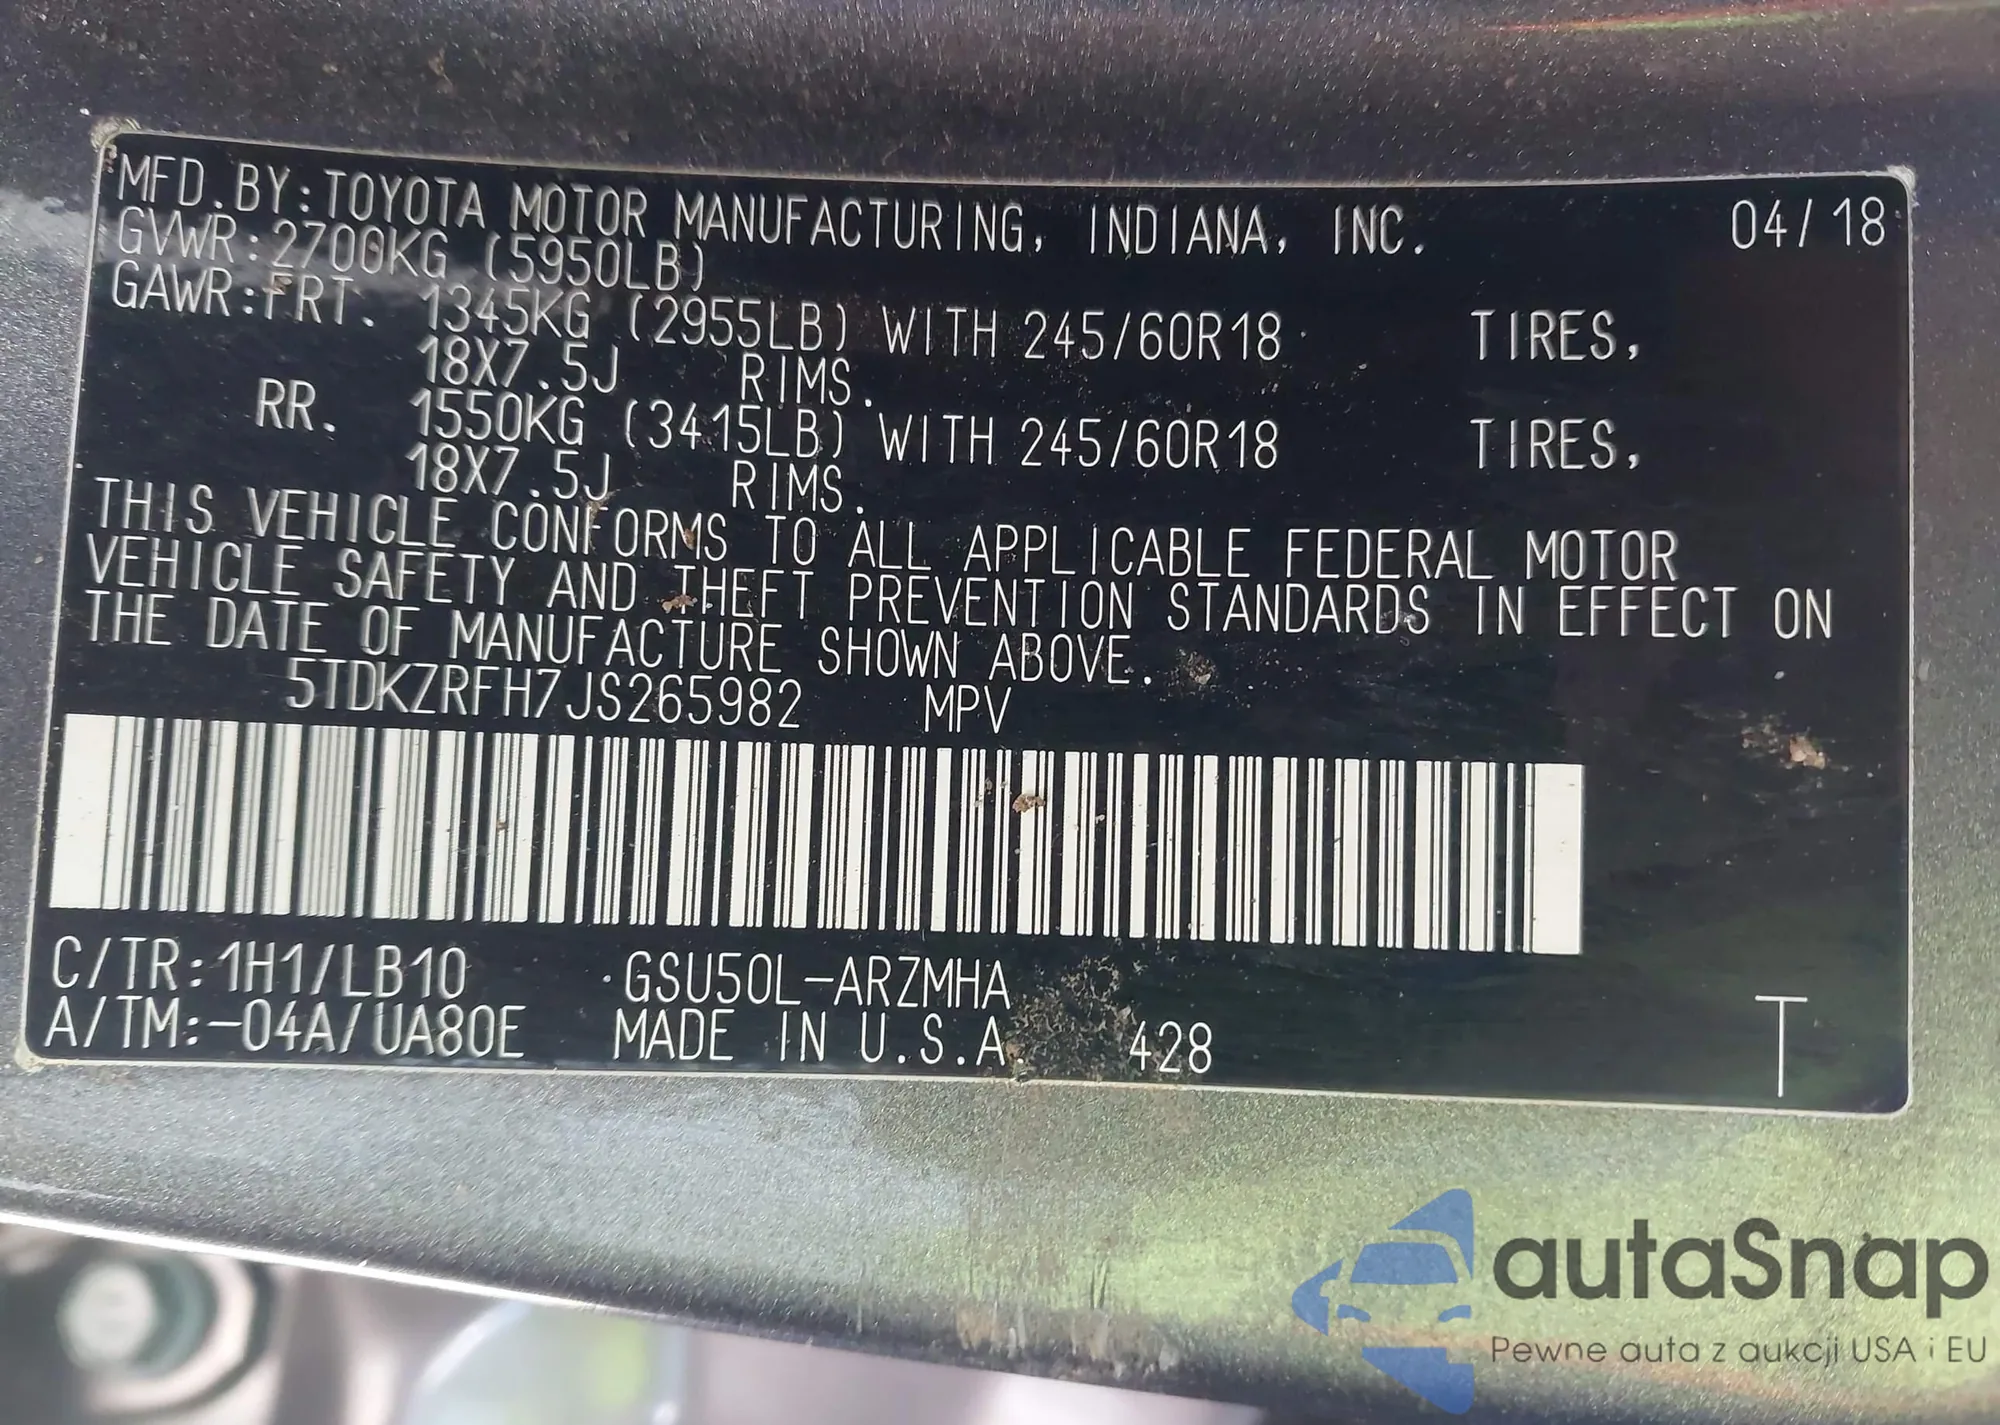 MFD.BY:TOYOTA MOTOR MANUFACTURING, INDIANA, INC. 04/18
GVWR:2700KG (5950LB)
GAWR:FRT. 1345KG (2955LB) WITH 245/60R18 TIRES,
18X7.5J RIMS.
RR. 1550KG (3415LB) WITH 245/60R18 TIRES,
18X7.5J RIMS.
THIS VEHICLE CONFORMS TO ALL APPLICABLE FEDERAL MOTOR
VEHICLE SAFETY AND THEFT PREVENTION STANDARDS IN EFFECT ON
THE DATE OF MANUFACTURE SHOWN ABOVE.
5TDKZRFH7JS265982 MPV
C/TR:1H1/LB10 GSU50L-ARZMHA
A/TM:-04A/UA80E MADE IN U.S.A. 428
T
autaSnap
Pewne auta z aukcji USA i EU